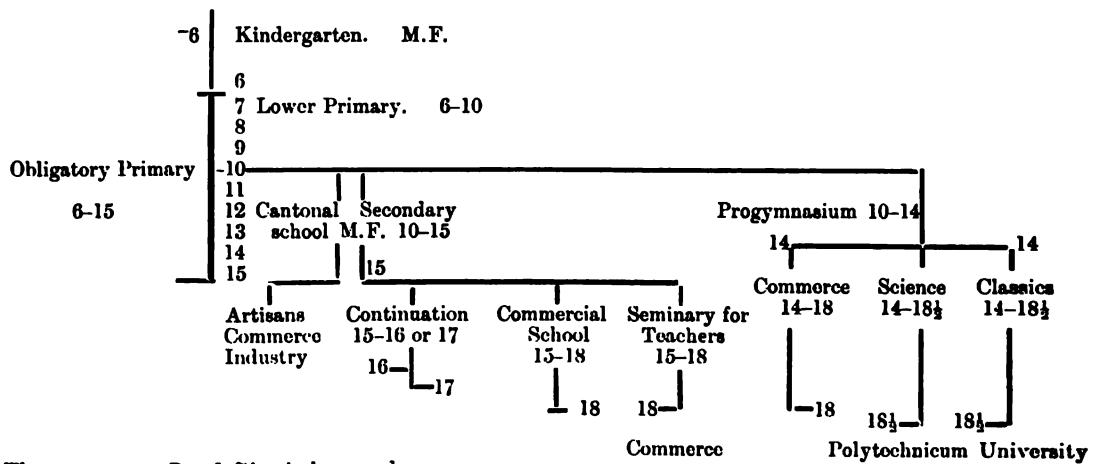 -6 Kindergarten. M.F.
6
7 Lower Primary. 6-10
8
9
Obligatory Primary -10
11
6-15 12 Cantonal Secondary Progymnasium 10-14
13 school M.F. 10-15
14 14 14
15 15
Commerce Science Classics
14-18 14-18½ 14-18½
Artisans Continuation Commercial Seminary for
Commerce 15-16 or 17 School Teachers
Industry 15-18 15-18
16
17
18 18 18
18½ 18½
Commerce Polytechnicum University